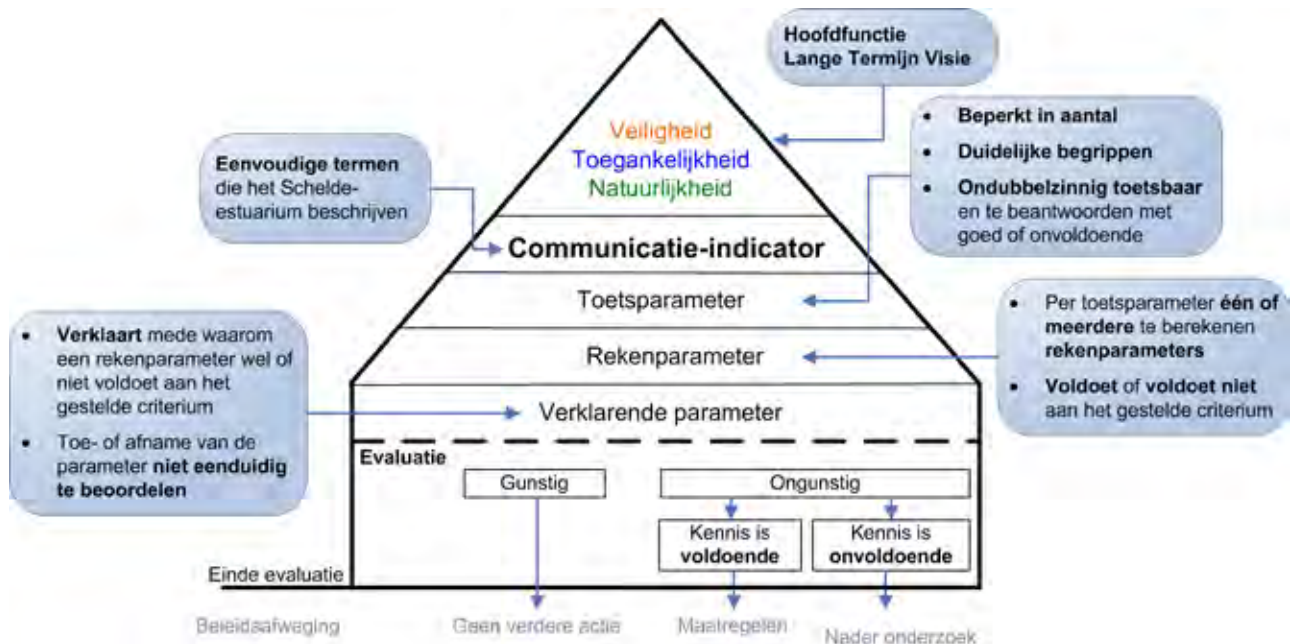 Hoofdfunctie
Lange Termijn Visie
Veiligheid
Toegankelijkheid
Natuurlijkheid
Eenvoudige termen
die het Schelde-
estuarium beschrijven
• Beperkt in aantal
• Duidelijke begrippen
• Ondubbelzinnig toetsbaar
en te beantwoorden met
goed of onvoldoende
Communicatie-indicator
Toetsparameter
• Verklaart mede waarom
een rekenparameter wel of
niet voldoet aan het
gestelde criterium
• Toe- of afname van de
parameter niet eenduidig
te beoordelen
Rekenparameter
• Per toetsparameter één of
meerdere te berekenen
rekenparameters
• Voldoet of voldoet niet
aan het gestelde criterium
Verklarende parameter
Evaluatie
Gunstig
Ongunstig
Kennis is
voldoende
Kennis is
onvoldoende
Einde evaluatie
Beleidafweging
Geen verdere actie
Maatregelen
Nader onderzoek